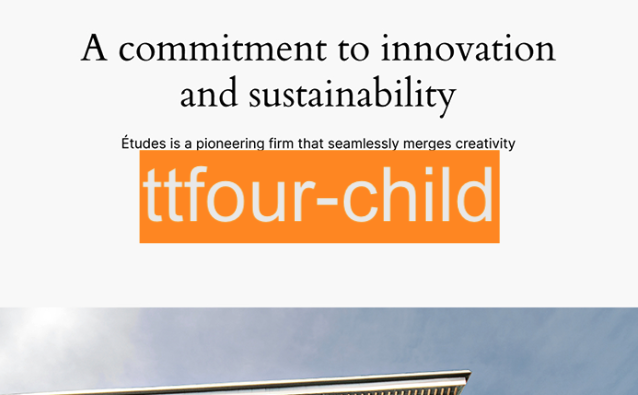 A commitment to innovation
and sustainability
Études is a pioneering firm that seamlessly merges creativity
ttfour-child